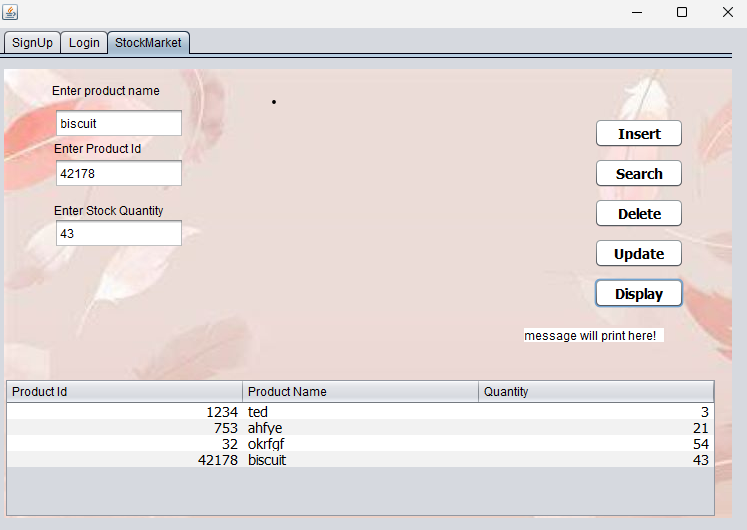 SignUp Login StockMarket
Enter product name
biscuit
Enter Product Id
42178
Enter Stock Quantity
43
Insert
Search
Delete
Update
Display
message will print here!
Product Id Product Name Quantity
1234 ted 3
753 ahfye 21
32 okrfgf 54
42178 biscuit 43